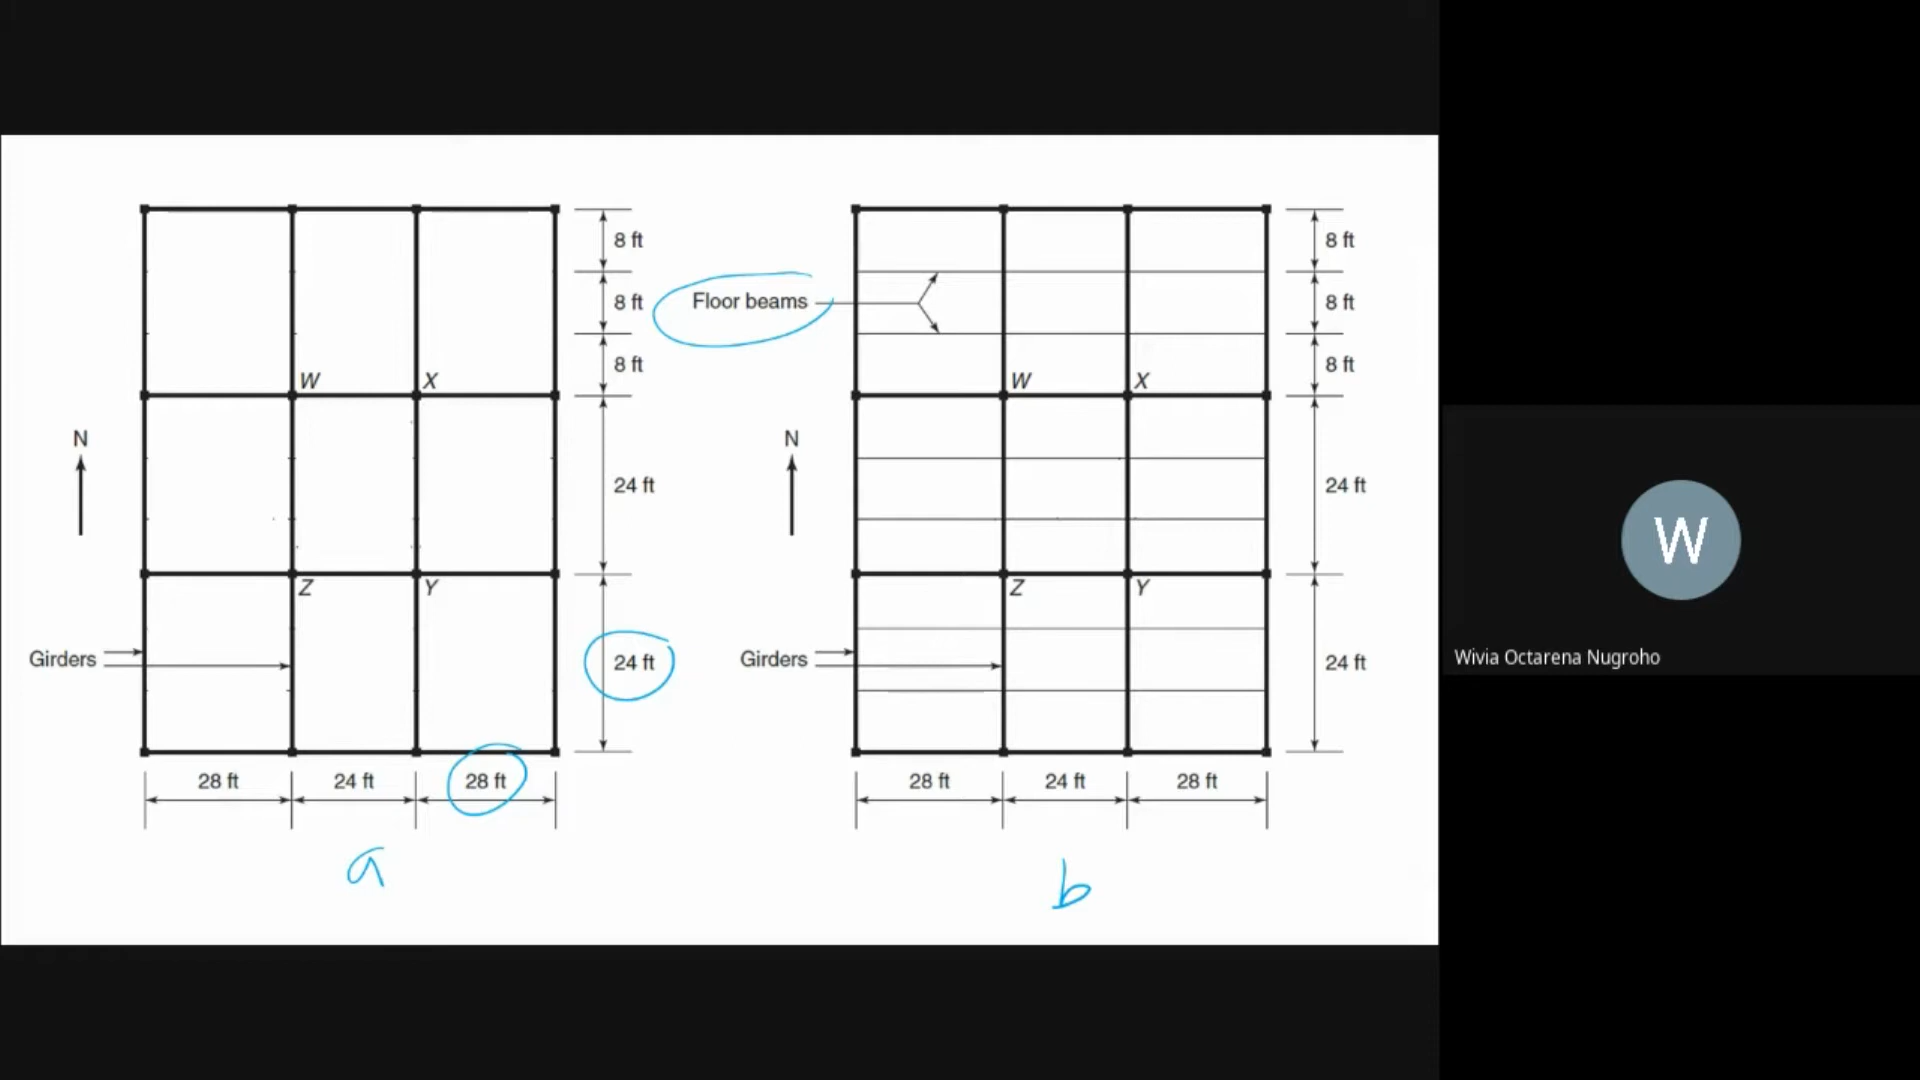 8 ft
8 ft
8 ft
W
X
N
24 ft
Z
Y
Girders
24 ft
28 ft
24 ft
28 ft
a
8 ft
Floor beams
8 ft
8 ft
W
X
N
24 ft
Z
Y
Girders
24 ft
28 ft
24 ft
28 ft
b
W
Wivia Octarena Nugroho